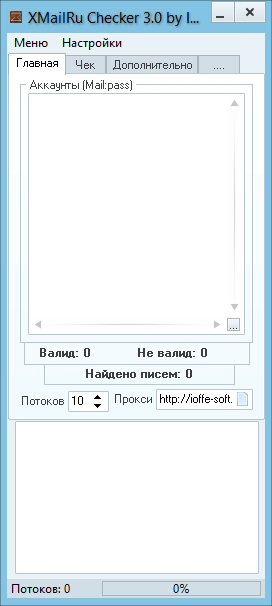 XMailRu Checker 3.0 by I...
Меню Настройки
Главная Чек Дополнительно ....
Аккаунты (Mail:pass)
...
Валид: 0 Не валид: 0
Найдено писем: 0
Потоков 10 Прокси http://ioffe-soft.
Потоков: 0 0%